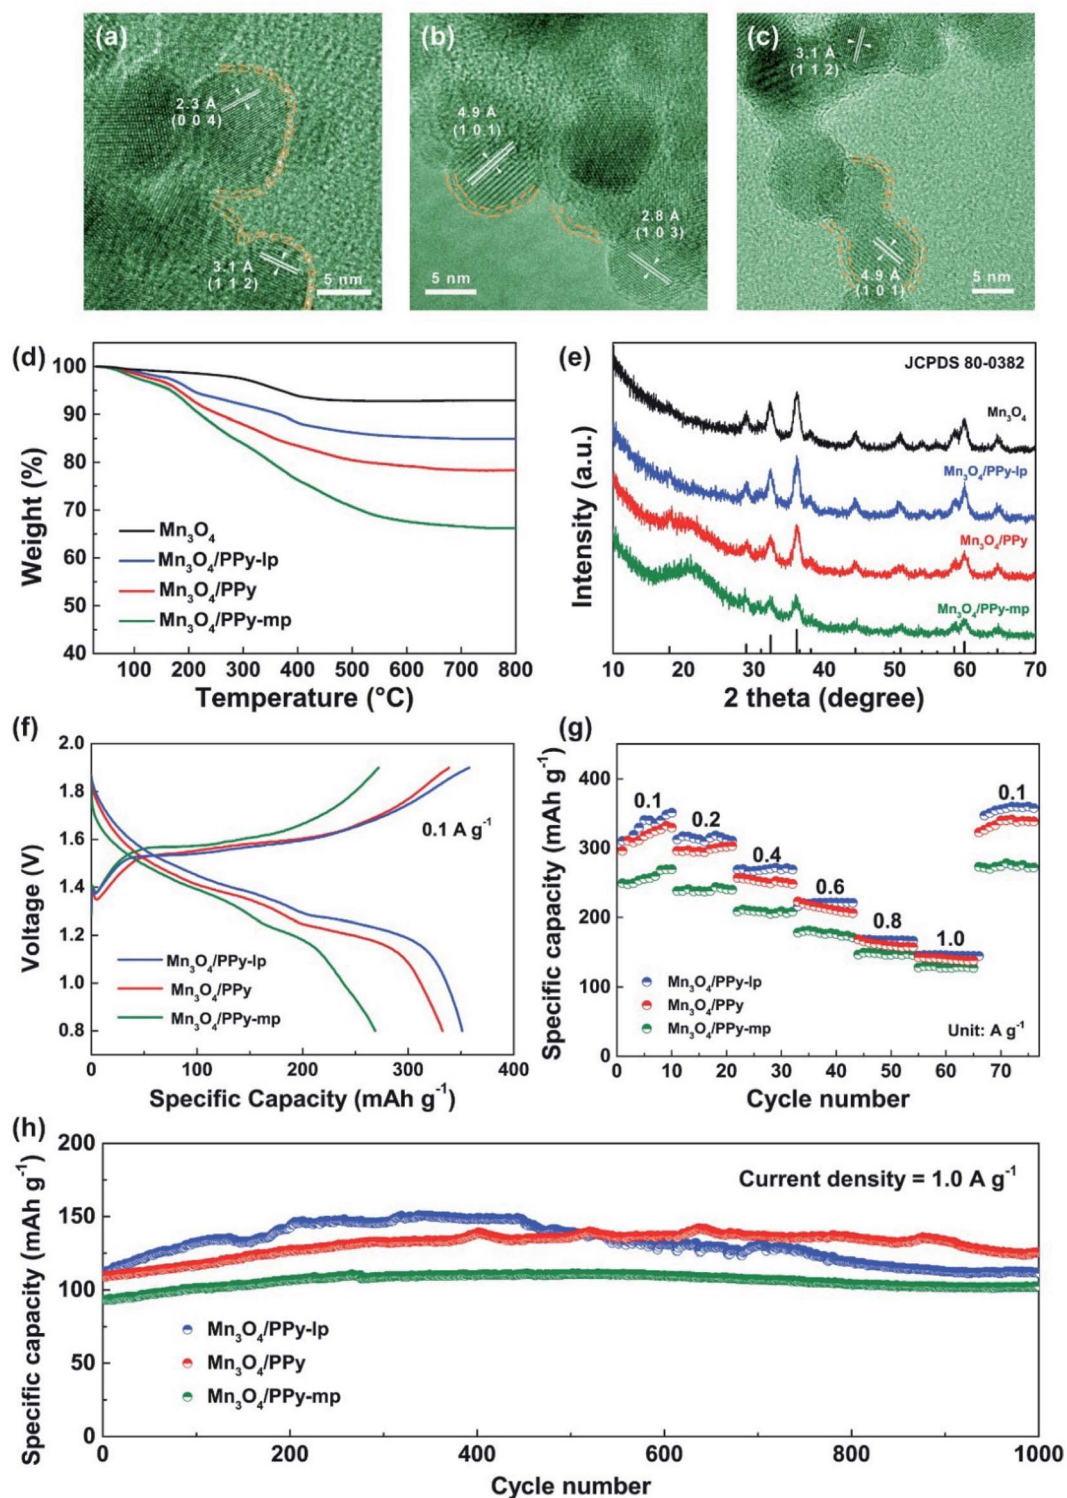 (a)
2.3 Å
(0 0 4)
3.1 Å
(1 1 2)
5 nm
(b)
4.9 Å
(1 0 1)
2.8 Å
(1 0 3)
5 nm
(c)
3.1 Å
(1 1 2)
4.9 Å
(1 0 1)
5 nm
(d)
100
90
80
70
60
50
40
Weight (%)
Mn₃O₄
Mn₃O₄/PPy-lp
Mn₃O₄/PPy
Mn₃O₄/PPy-mp
0 100 200 300 400 500 600 700 800
Temperature (°C)
(e)
JCPDS 80-0382
Mn₃O₄
Mn₃O₄/PPy-lp
Mn₃O₄/PPy
Mn₃O₄/PPy-mp
Intensity (a.u.)
10 20 30 40 50 60 70
2 theta (degree)
(f)
2.0
1.8
1.6
1.4
1.2
1.0
0.8
Voltage (V)
0.1 A g⁻¹
Mn₃O₄/PPy-lp
Mn₃O₄/PPy
Mn₃O₄/PPy-mp
0 100 200 300 400
Specific Capacity (mAh g⁻¹)
(g)
400
300
200
100
0
Specific capacity (mAh g⁻¹)
0.1
0.2
0.4
0.6
0.8
1.0
0.1
Mn₃O₄/PPy-lp
Mn₃O₄/PPy
Mn₃O₄/PPy-mp
Unit: A g⁻¹
0 10 20 30 40 50 60 70
Cycle number
(h)
200
150
100
50
0
Specific capacity (mAh g⁻¹)
Current density = 1.0 A g⁻¹
Mn₃O₄/PPy-lp
Mn₃O₄/PPy
Mn₃O₄/PPy-mp
0 200 400 600 800 1000
Cycle number